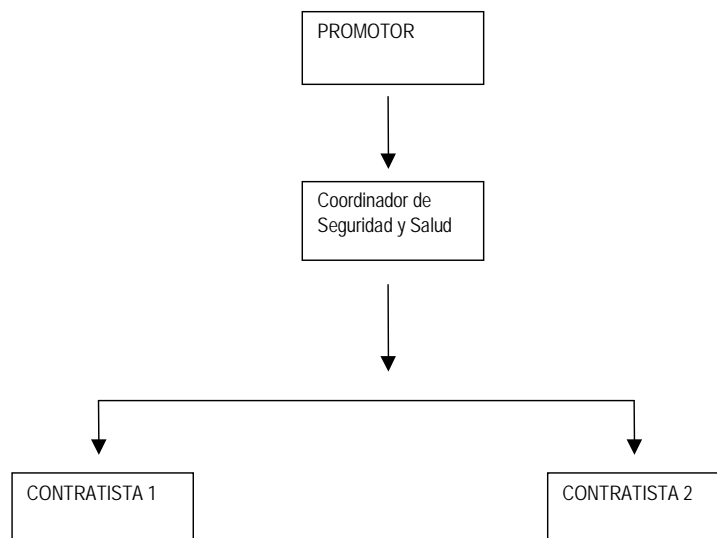 PROMOTOR
Coordinador de
Seguridad y Salud
CONTRATISTA 1
CONTRATISTA 2